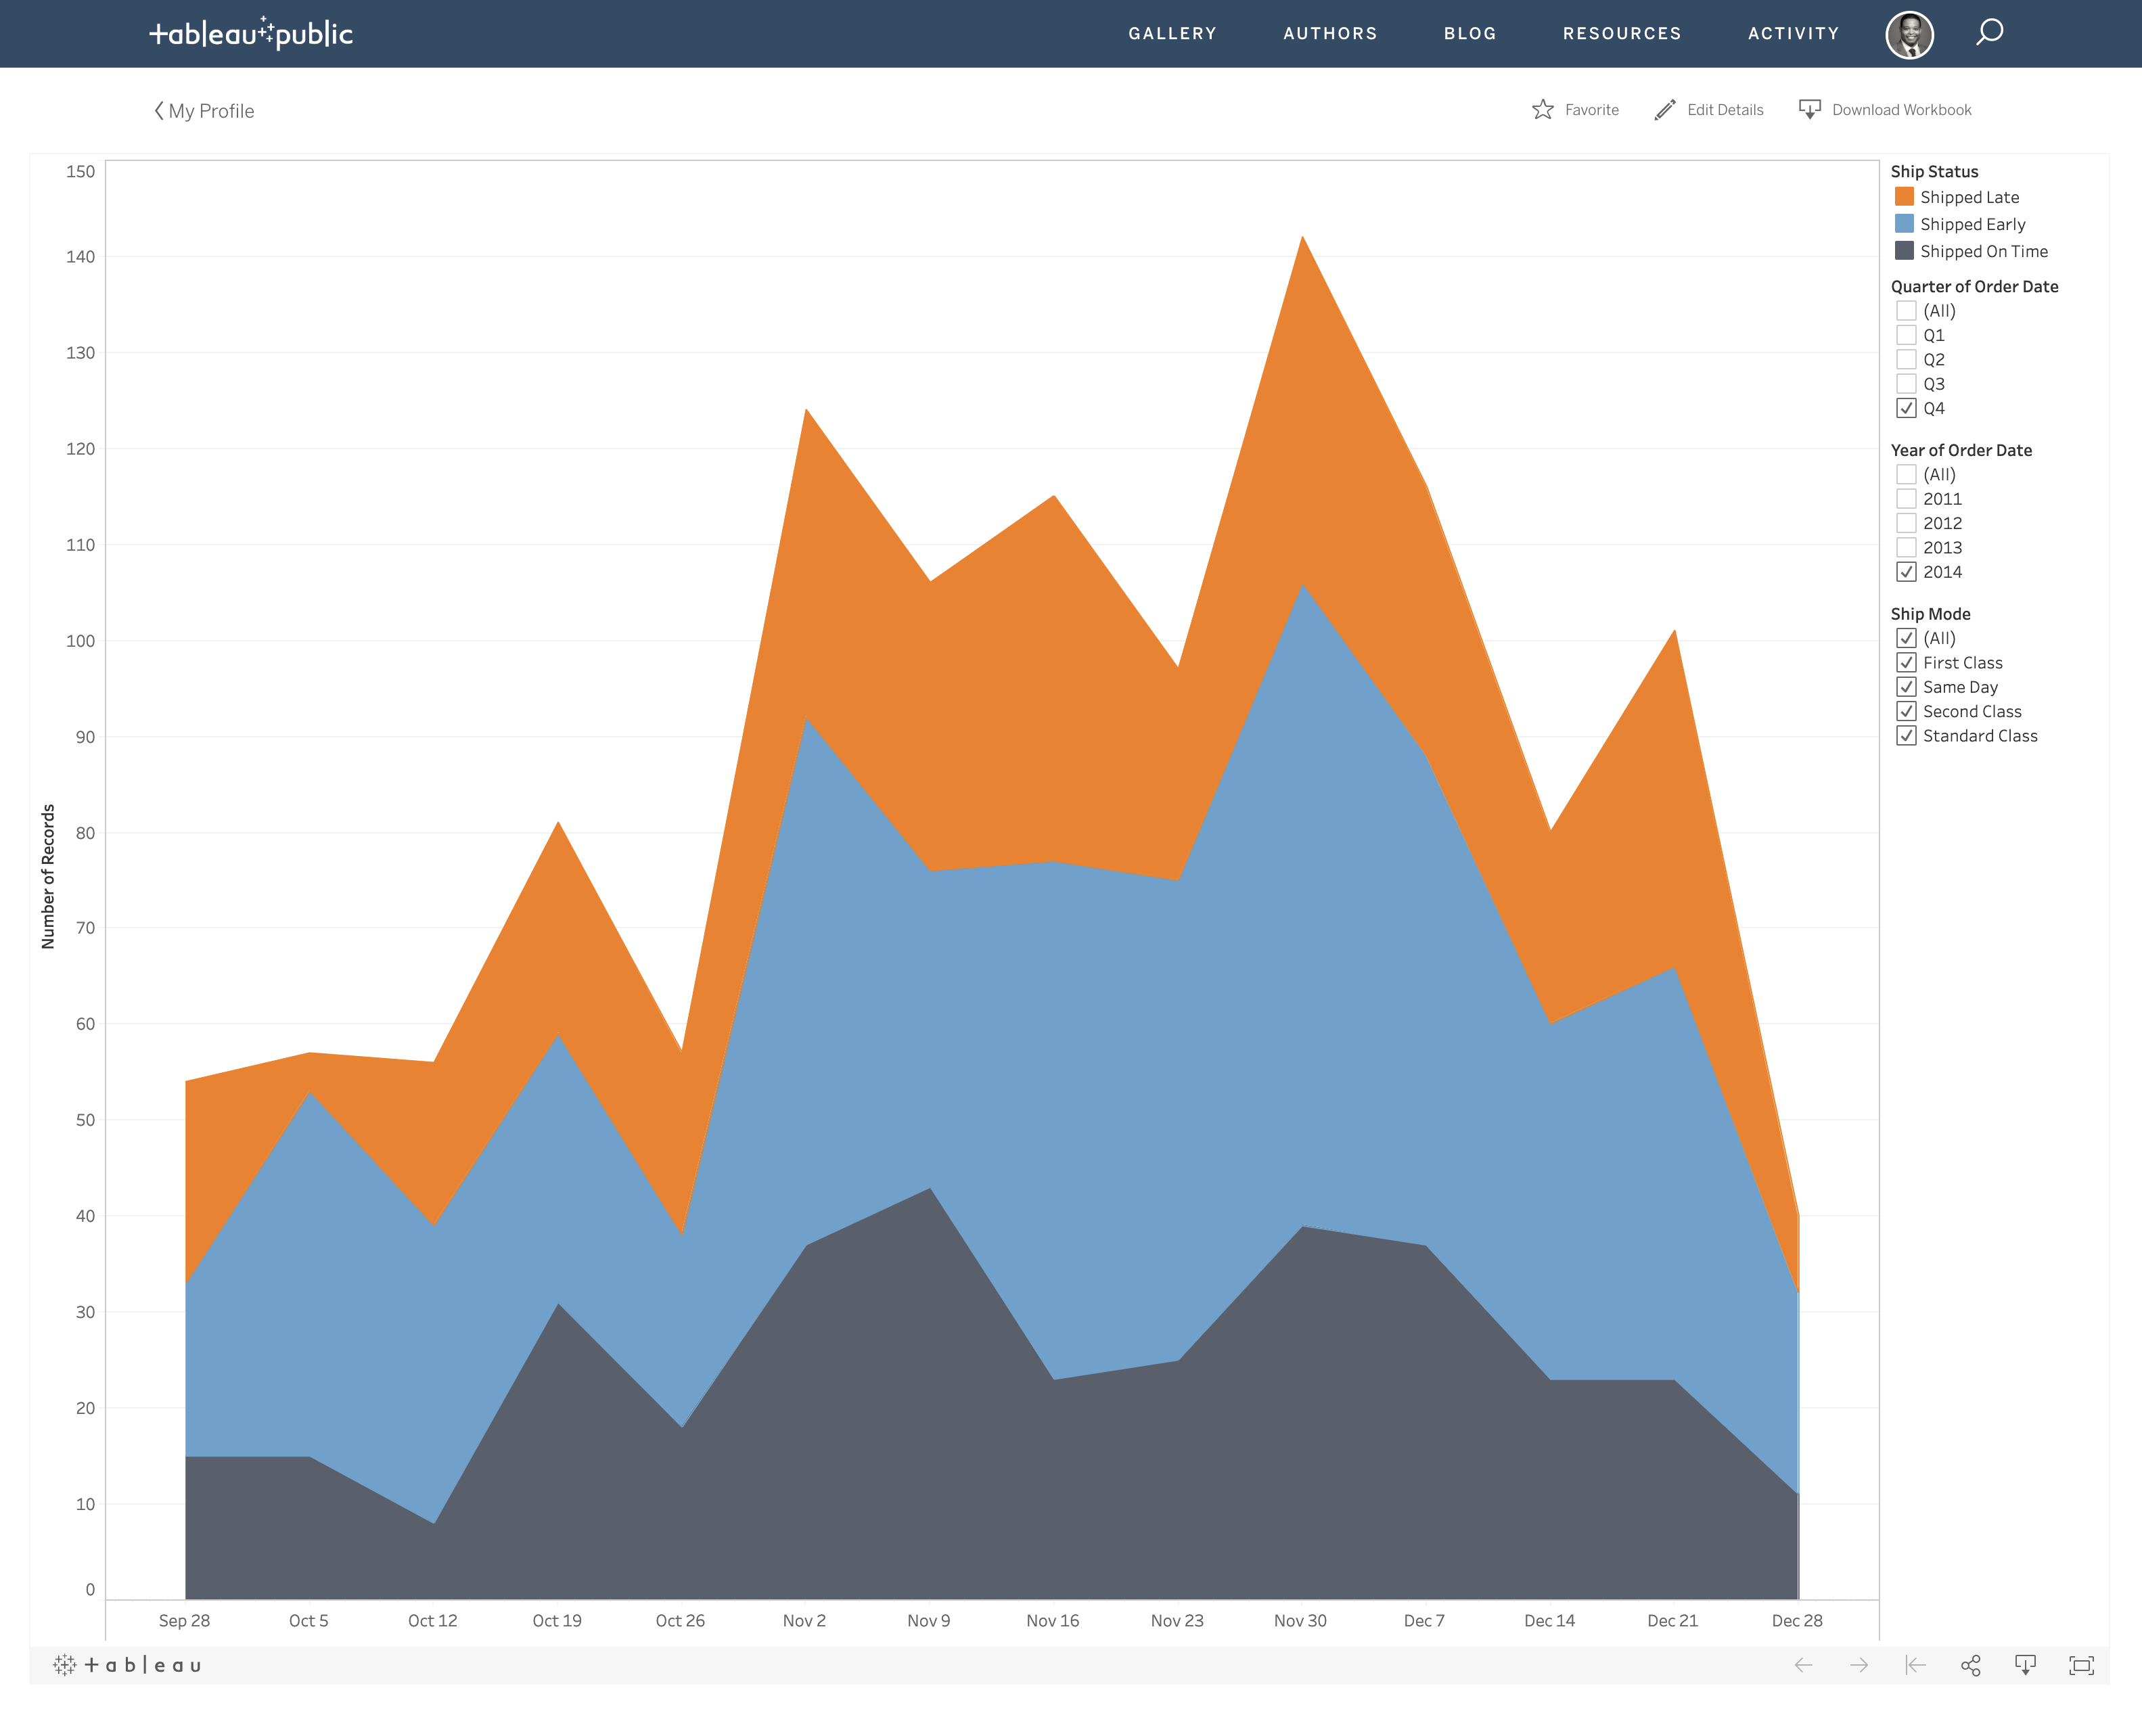 tableau public
GALLERY AUTHORS BLOG RESOURCES ACTIVITY
My Profile
Favorite Edit Details Download Workbook
150
140
130
120
110
100
90
80
70
60
50
40
30
20
10
0
Number of Records
Sep 28 Oct 5 Oct 12 Oct 19 Oct 26 Nov 2 Nov 9 Nov 16 Nov 23 Nov 30 Dec 7 Dec 14 Dec 21 Dec 28
Ship Status
Shipped Late
Shipped Early
Shipped On Time
Quarter of Order Date
(All)
Q1
Q2
Q3
Q4
Year of Order Date
(All)
2011
2012
2013
2014
Ship Mode
(All)
First Class
Same Day
Second Class
Standard Class
tableau